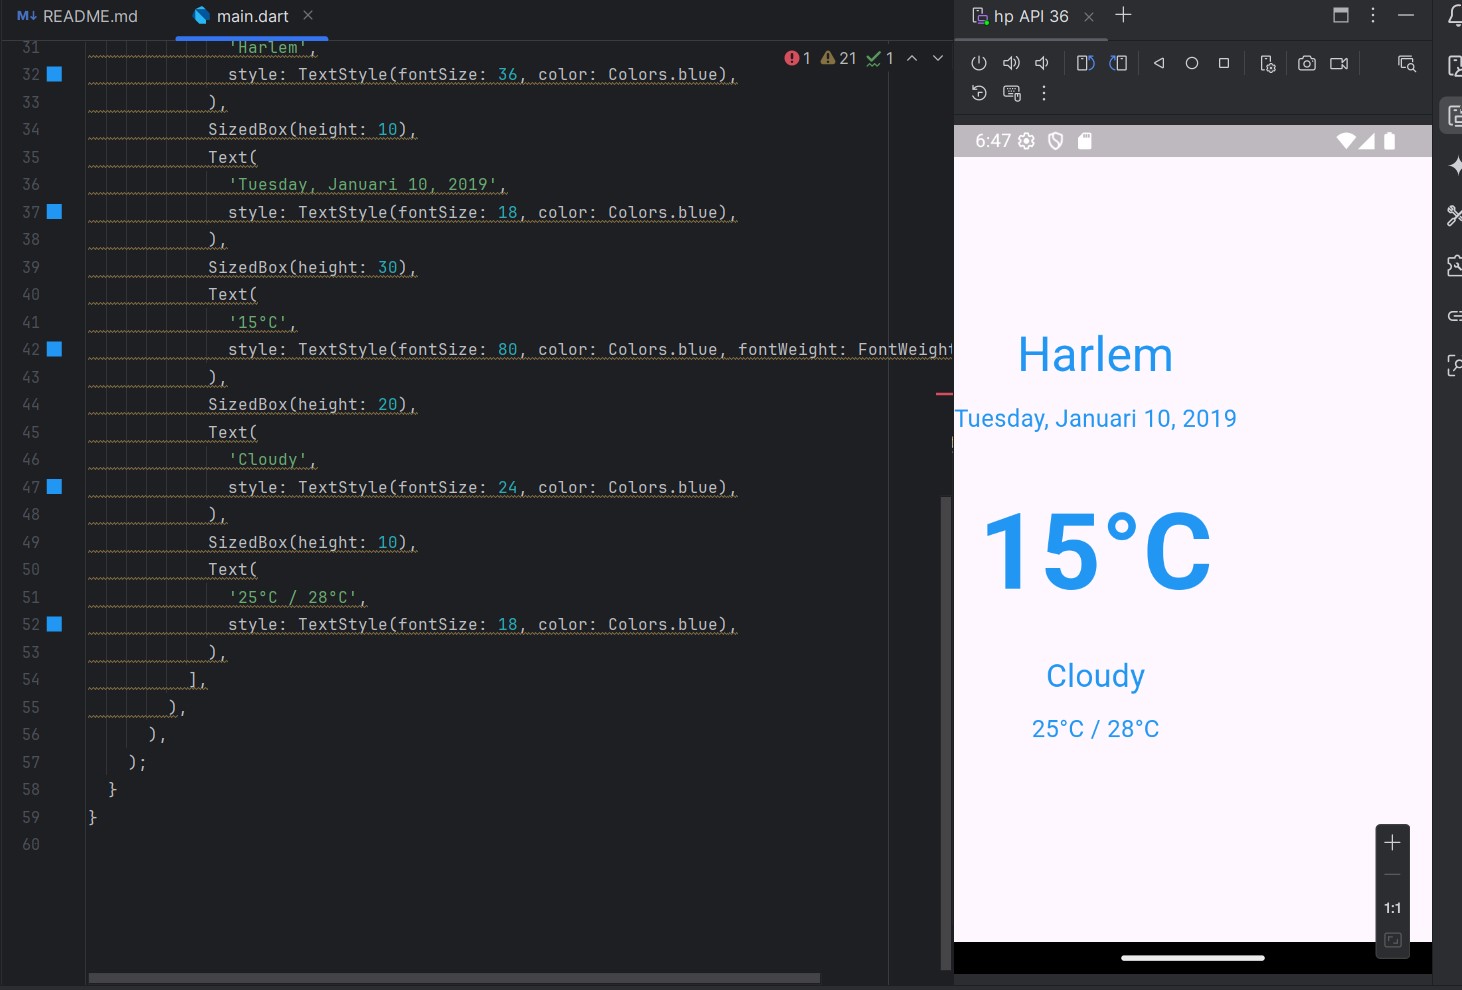 README.md
main.dart
hp API 36
1 21 1
31 'Harlem',
32 style: TextStyle(fontSize: 36, color: Colors.blue),
33 ),
34 SizedBox(height: 10),
35 Text(
36 'Tuesday, Januari 10, 2019',
37 style: TextStyle(fontSize: 18, color: Colors.blue),
38 ),
39 SizedBox(height: 30),
40 Text(
41 '15°C',
42 style: TextStyle(fontSize: 80, color: Colors.blue, fontWeight: FontWeight
43 ),
44 SizedBox(height: 20),
45 Text(
46 'Cloudy',
47 style: TextStyle(fontSize: 24, color: Colors.blue),
48 ),
49 SizedBox(height: 10),
50 Text(
51 '25°C / 28°C',
52 style: TextStyle(fontSize: 18, color: Colors.blue),
53 ),
54 ],
55 ),
56 ),
57 );
58 }
59 }
60
6:47
Harlem
Tuesday, Januari 10, 2019
15°C
Cloudy
25°C / 28°C
1:1